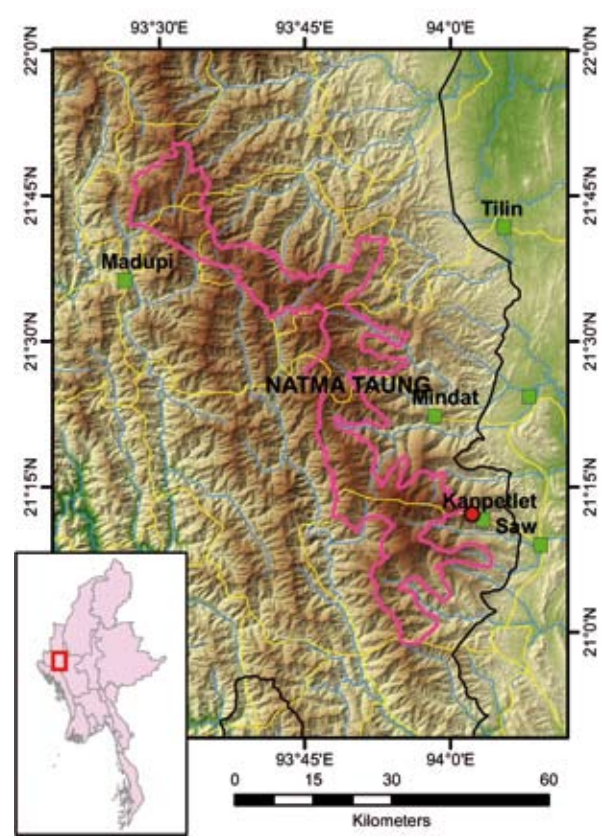 93°30'E 93°45'E 94°0'E
22°0'N 22°0'N
21°45'N 21°45'N
Tilin
Madupi
21°30'N 21°30'N
NATMA TAUNG
Mindat
21°15'N 21°15'N
Kanpetlet
Saw
21°0'N 21°0'N
93°45'E 94°0'E
0 15 30 60
Kilometers